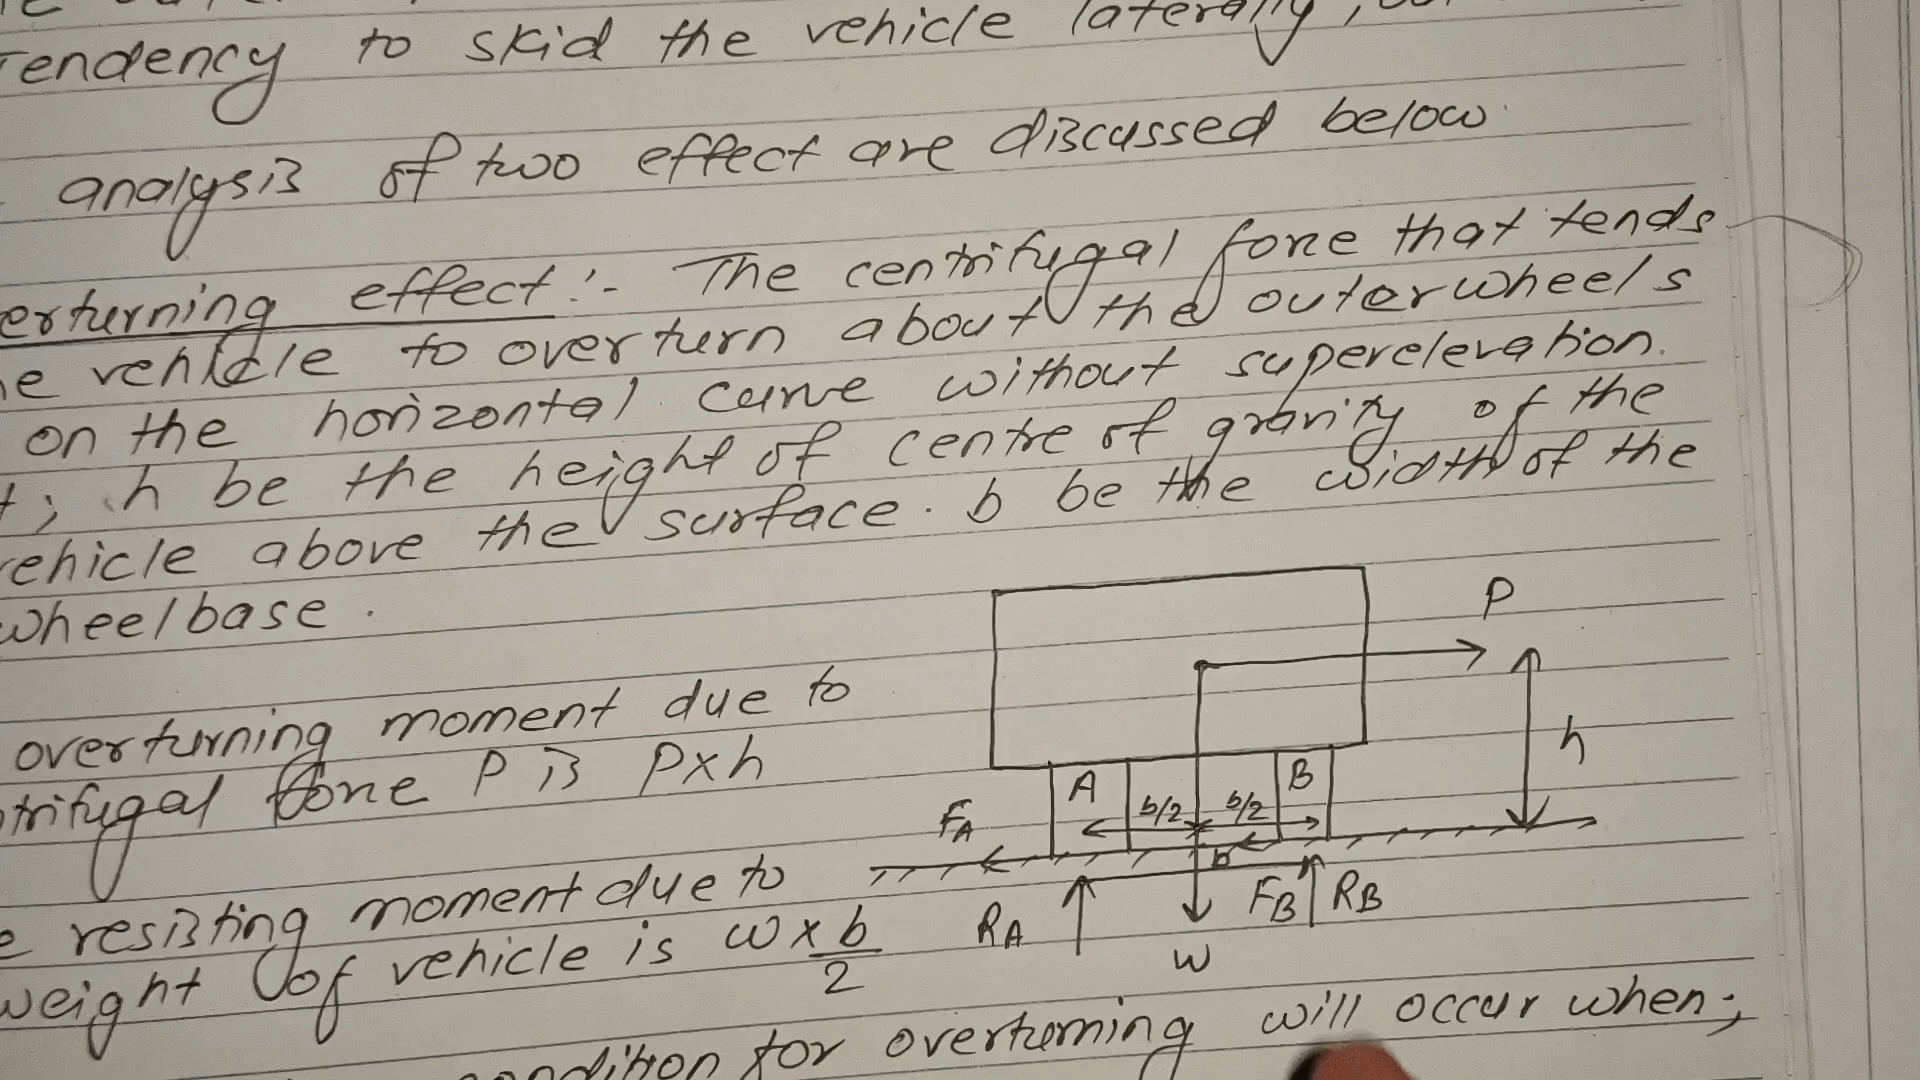 Tendency to skid the vehicle laterally,
analysis of two effect are discussed below.
erturning effect:- The centrifugal force that tends
e vehicle to overturn about the outer wheels
on the horizontal curve without superelevation.
t; h be the height of centre of gravity of the
vehicle above the surface. b be the width of the
wheelbase.
overturning moment due to
ntrifugal force P is P×h
e resisting moment due to
weight of vehicle is w×b/2
condition for overturning will occur when;
P
h
A
B
b/2
b/2
b
FA
FB
RA
RB
W